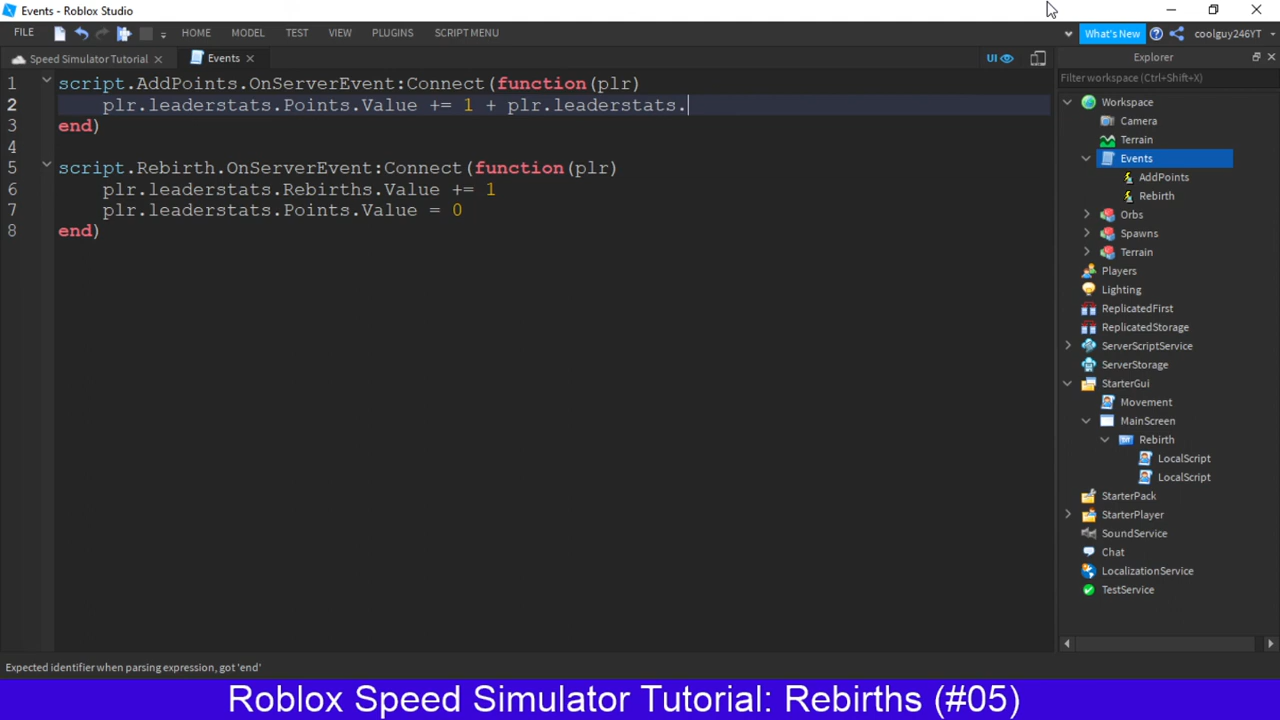 Events - Roblox Studio
FILE HOME MODEL TEST VIEW PLUGINS SCRIPT MENU What's New coolguy246YT
Speed Simulator Tutorial Events UI Explorer
Filter workspace (Ctrl+Shift+X)
1 script.AddPoints.OnServerEvent:Connect(function(plr)
2 plr.leaderstats.Points.Value += 1 + plr.leaderstats.
3 end)
4
5 script.Rebirth.OnServerEvent:Connect(function(plr)
6 plr.leaderstats.Rebirths.Value += 1
7 plr.leaderstats.Points.Value = 0
8 end)
Workspace
Camera
Terrain
Events
AddPoints
Rebirth
Orbs
Spawns
Terrain
Players
Lighting
ReplicatedFirst
ReplicatedStorage
ServerScriptService
ServerStorage
StarterGui
Movement
MainScreen
Rebirth
LocalScript
LocalScript
StarterPack
StarterPlayer
SoundService
Chat
LocalizationService
TestService
Expected identifier when parsing expression, got 'end'
Roblox Speed Simulator Tutorial: Rebirths (#05)